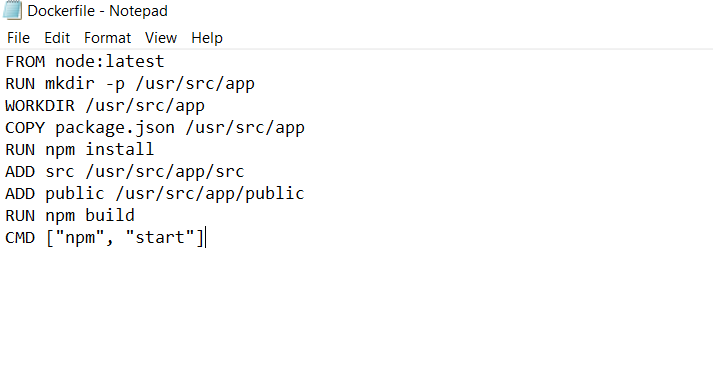 Dockerfile - Notepad
File Edit Format View Help
FROM node:latest
RUN mkdir -p /usr/src/app
WORKDIR /usr/src/app
COPY package.json /usr/src/app
RUN npm install
ADD src /usr/src/app/src
ADD public /usr/src/app/public
RUN npm build
CMD ["npm", "start"]